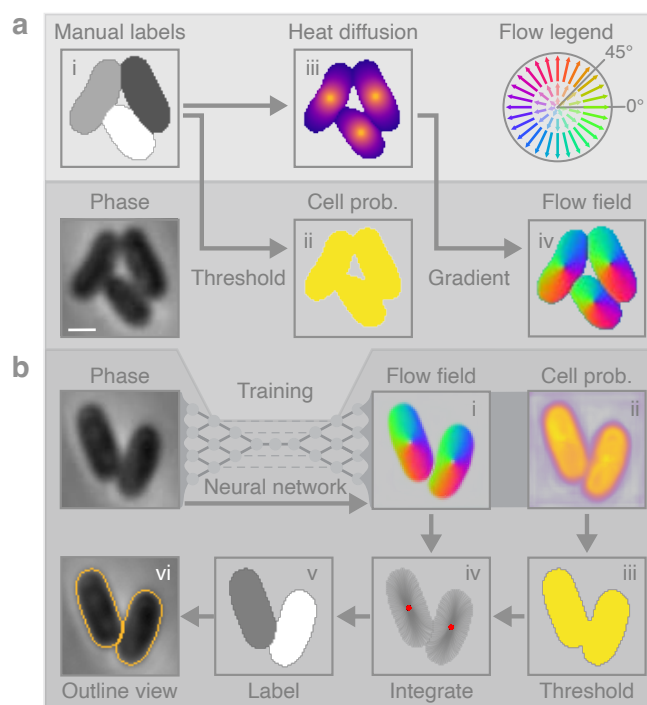 a
Manual labels
Heat diffusion
Flow legend
i
iii
45°
0°
Phase
Cell prob.
Flow field
ii
iv
Threshold
Gradient
b
Phase
Training
Flow field
Cell prob.
i
ii
Neural network
vi
v
iv
iii
Outline view
Label
Integrate
Threshold